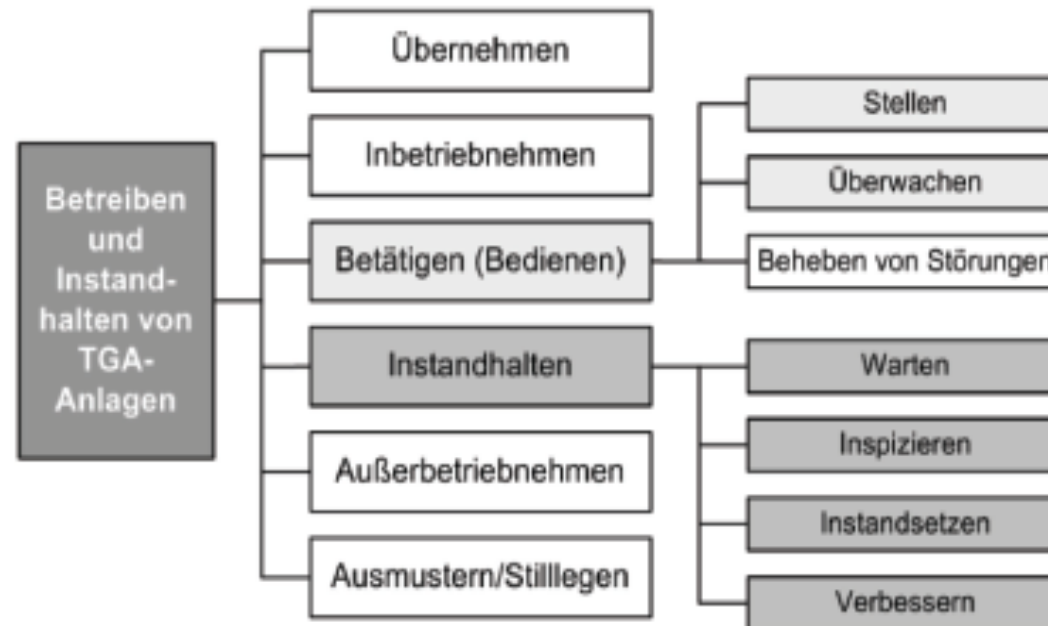 Betreiben
und
Instand-
halten von
TGA-
Anlagen
Übernehmen
Inbetriebnehmen
Betätigen (Bedienen)
Instandhalten
Außerbetriebnehmen
Ausmustern/Stilllegen
Stellen
Überwachen
Beheben von Störungen
Warten
Inspizieren
Instandsetzen
Verbessern